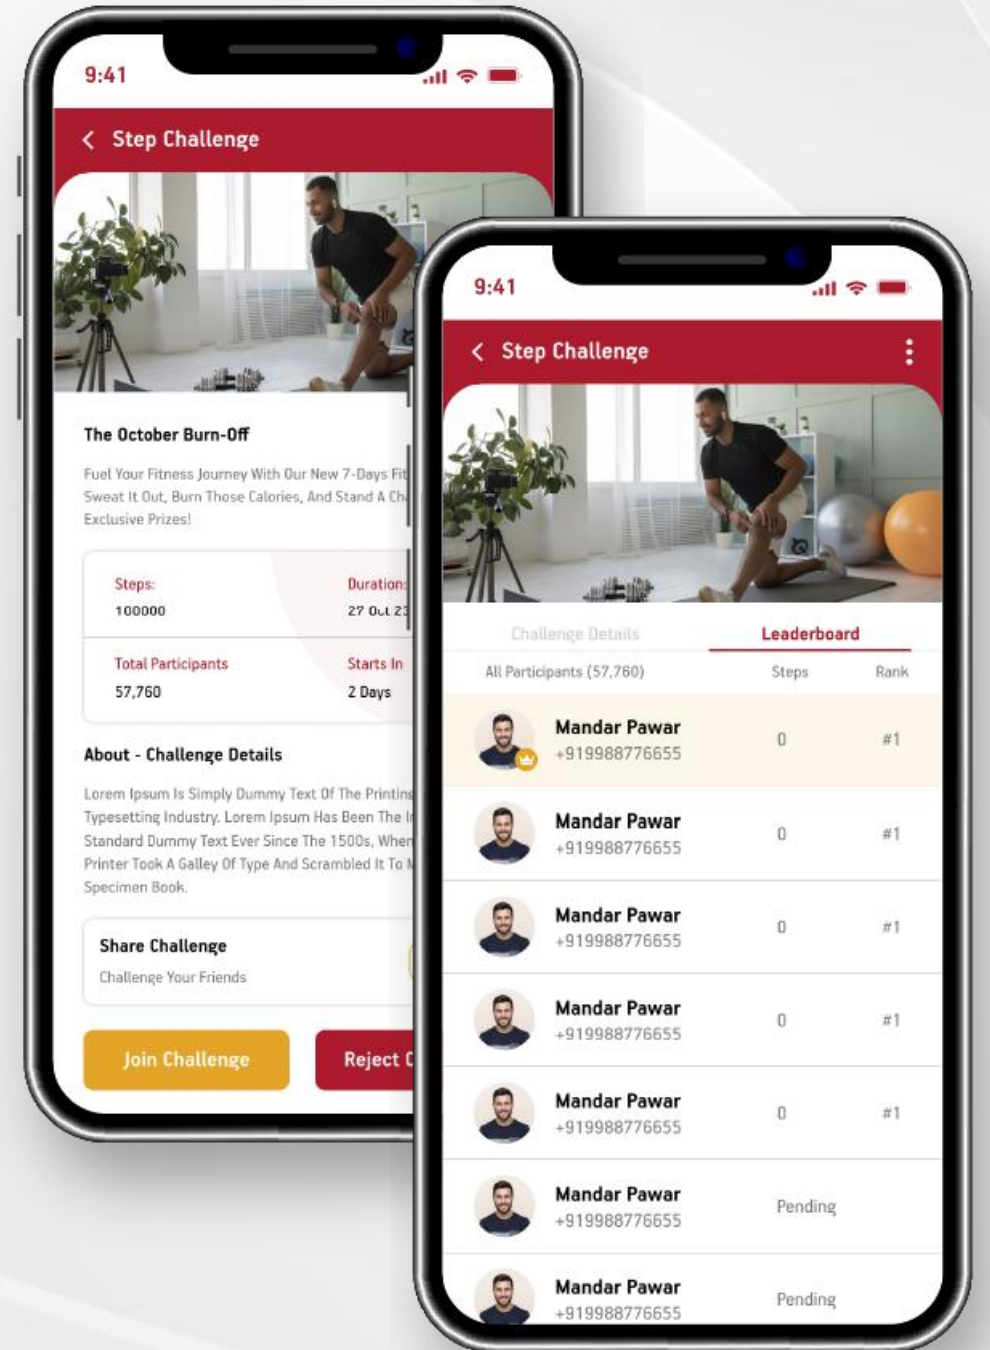 9:41
Step Challenge
The October Burn-Off
Fuel Your Fitness Journey With Our New 7-Days Fit
Sweat It Out, Burn Those Calories, And Stand A
Exclusive Prizes!
Steps:
Duration:
100000
27 Oct 23
Total Participants
Starts In
57,760
2 Days
About - Challenge Details
Lorem Ipsum Is Simply Dummy Text Of The Printing
Typesetting Industry. Lorem Ipsum Has Been The
Standard Dummy Text Ever Since The 1500s, When
Printer Took A Galley Of Type And Scrambled It To
Specimen Book.
Share Challenge
Challenge Your Friends
Join Challenge
Reject
9:41
Step Challenge
Challenge Details
Leaderboard
All Participants (57,760)
Steps
Rank
Mandar Pawar
+919988776655
0
#1
Mandar Pawar
+919988776655
0
#1
Mandar Pawar
+919988776655
0
#1
Mandar Pawar
+919988776655
0
#1
Mandar Pawar
+919988776655
0
#1
Mandar Pawar
+919988776655
Pending
Mandar Pawar
+919988776655
Pending